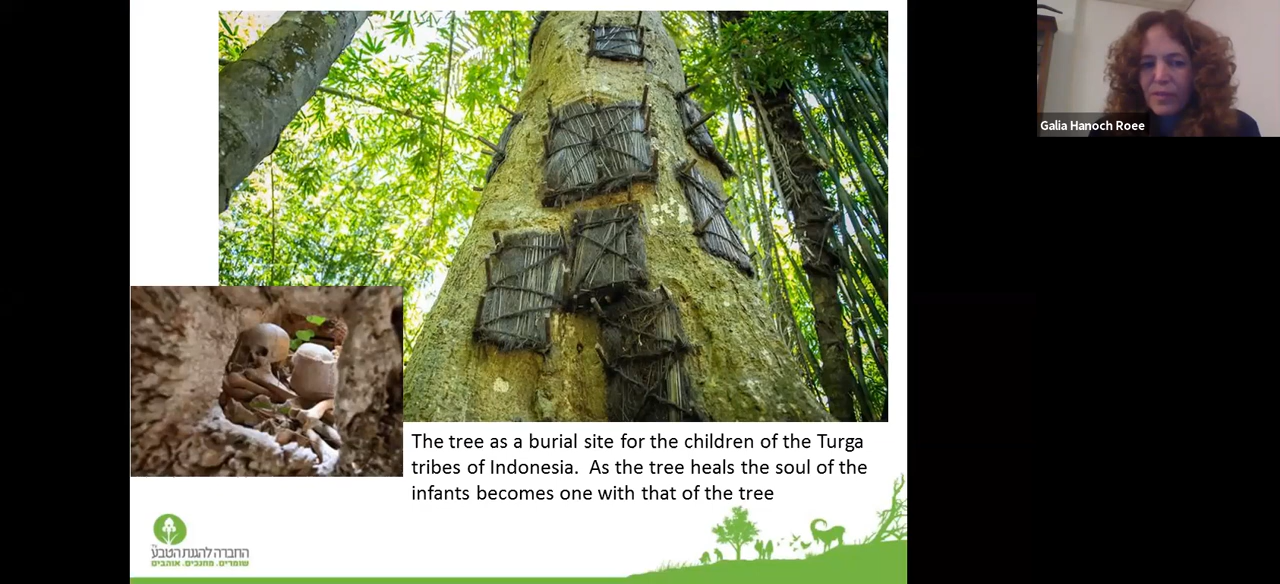 Galia Hanoch Roee
The tree as a burial site for the children of the Turga
tribes of Indonesia.  As the tree heals the soul of the
infants becomes one with that of the tree
החברה להגנת הטבע
שומרים. מחנכים. אוהבים.